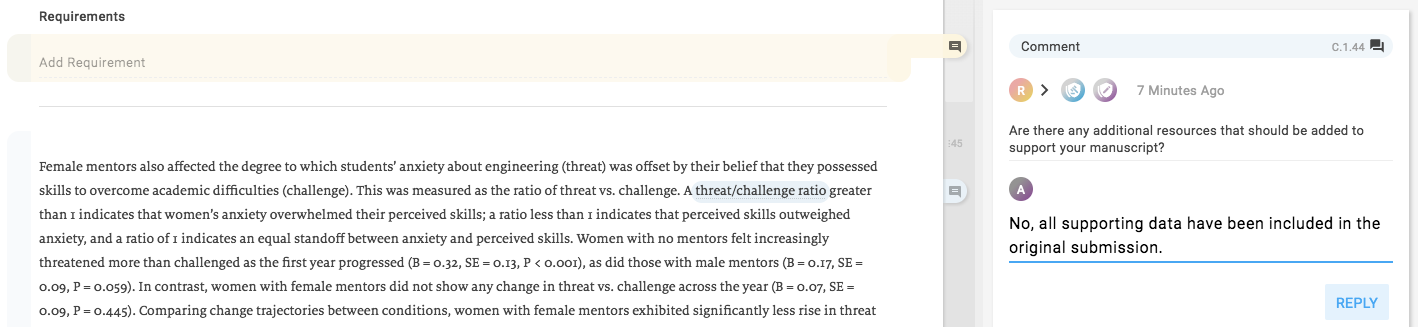 Requirements
Add Requirement
Female mentors also affected the degree to which students’ anxiety about engineering (threat) was offset by their belief that they possessed
skills to overcome academic difficulties (challenge). This was measured as the ratio of threat vs. challenge. A threat/challenge ratio greater
than 1 indicates that women’s anxiety overwhelmed their perceived skills; a ratio less than 1 indicates that perceived skills outweighed
anxiety, and a ratio of 1 indicates an equal standoff between anxiety and perceived skills. Women with no mentors felt increasingly
threatened more than challenged as the first year progressed (B = 0.32, SE = 0.13, P < 0.001), as did those with male mentors (B = 0.17, SE =
0.09, P = 0.059). In contrast, women with female mentors did not show any change in threat vs. challenge across the year (B = 0.07, SE =
0.09, P = 0.445). Comparing change trajectories between conditions, women with female mentors exhibited significantly less rise in threat
:45
Comment
C.1.44
R
7 Minutes Ago
Are there any additional resources that should be added to
support your manuscript?
A
No, all supporting data have been included in the
original submission.
REPLY